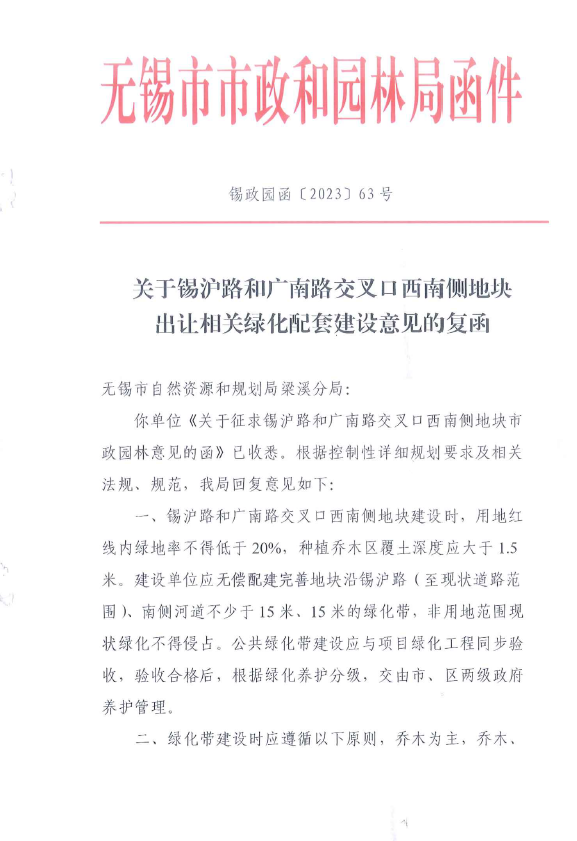 无锡市市政和园林局函件
锡政园函〔2023〕63号
关于锡沪路和广南路交叉口西南侧地块
出让相关绿化配套建设意见的复函
无锡市自然资源和规划局梁溪分局：
你单位《关于征求锡沪路和广南路交叉口西南侧地块市
政园林意见的函》已收悉。根据控制性详细规划要求及相关
法规、规范，我局回复意见如下：
一、锡沪路和广南路交叉口西南侧地块建设时，用地红
线内绿地率不得低于20%，种植乔木区覆土深度应大于1.5
米。建设单位应无偿配建完善地块沿锡沪路（至现状道路范
围）、南侧河道不少于15米、15米的绿化带，非用地范围现
状绿化不得侵占。公共绿化带建设应与项目绿化工程同步验
收，验收合格后，根据绿化养护分级，交由市、区两级政府
养护管理。
二、绿化带建设时应遵循以下原则，乔木为主，乔木、